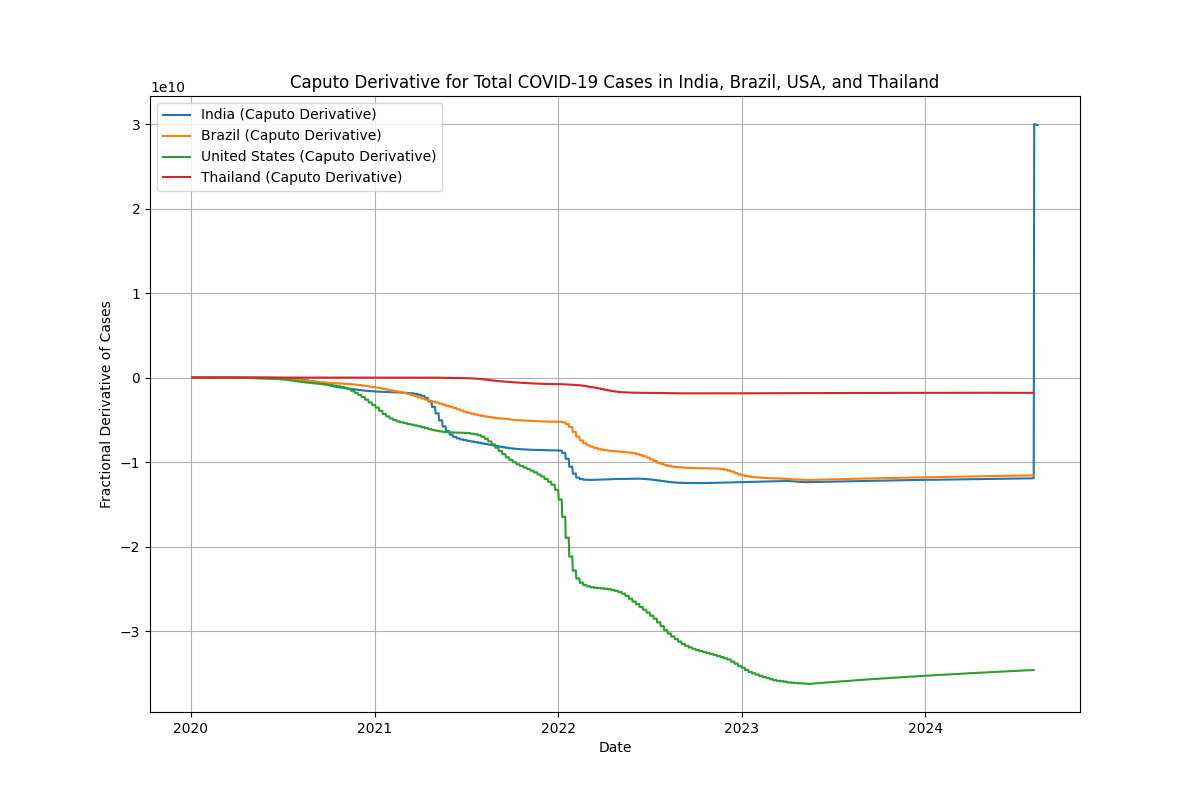 Caputo Derivative for Total COVID-19 Cases in India, Brazil, USA, and Thailand
1e10
India (Caputo Derivative)
Brazil (Caputo Derivative)
United States (Caputo Derivative)
Thailand (Caputo Derivative)
Fractional Derivative of Cases
3
2
1
0
−1
−2
−3
2020 2021 2022 2023 2024
Date